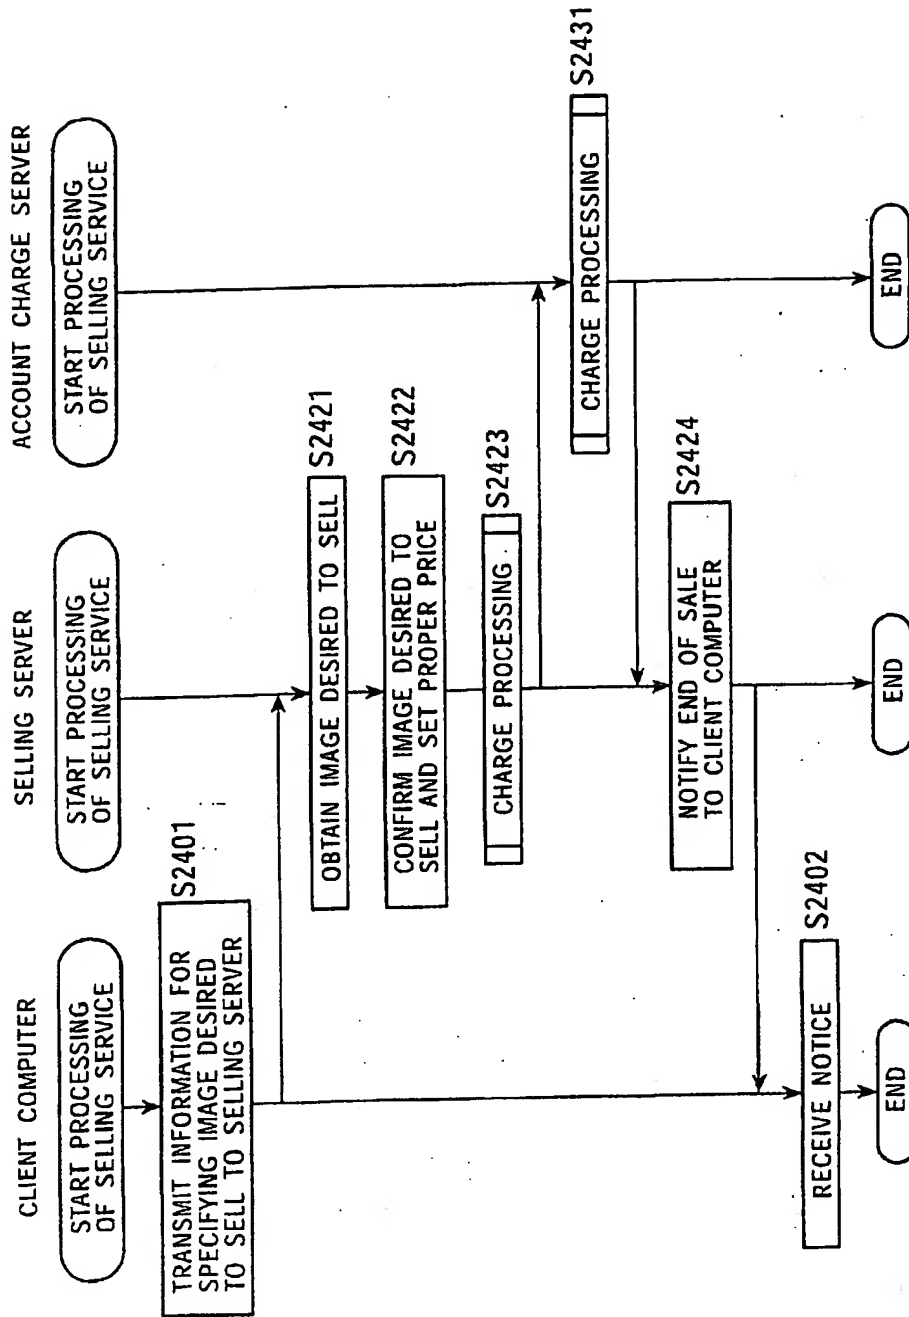 CLIENT COMPUTER
START PROCESSING
OF SELLING SERVICE
S2401
TRANSMIT INFORMATION FOR
SPECIFYING IMAGE DESIRED
TO SELL TO SELLING SERVER
S2402
RECEIVE NOTICE
END
SELLING SERVER
START PROCESSING
OF SELLING SERVICE
S2421
OBTAIN IMAGE DESIRED TO SELL
S2422
CONFIRM IMAGE DESIRED TO
SELL AND SET PROPER PRICE
S2423
CHARGE PROCESSING
S2424
NOTIFY END OF SALE
TO CLIENT COMPUTER
END
ACCOUNT CHARGE SERVER
START PROCESSING
OF SELLING SERVICE
S2431
CHARGE PROCESSING
END